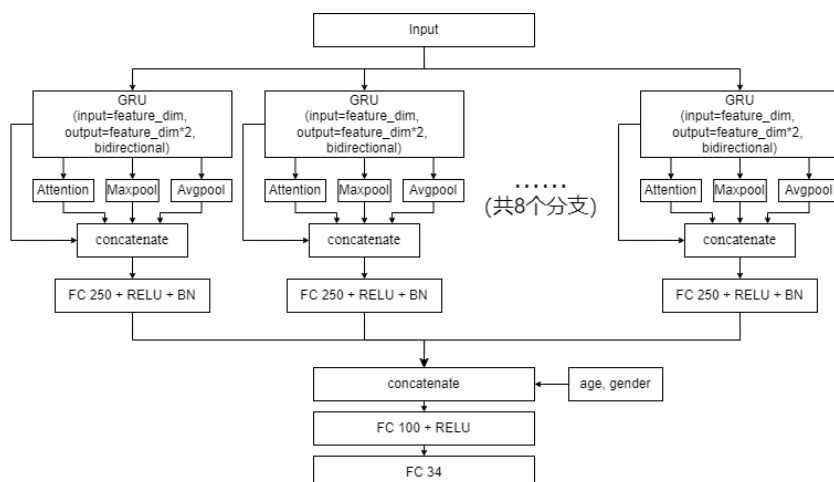 Input
GRU
(input=feature_dim,
output=feature_dim*2,
bidirectional)
GRU
(input=feature_dim,
output=feature_dim*2,
bidirectional)
GRU
(input=feature_dim,
output=feature_dim*2,
bidirectional)
Attention
Maxpool
Avgpool
Attention
Maxpool
Avgpool
......
(共8个分支)
Attention
Maxpool
Avgpool
concatenate
concatenate
concatenate
FC 250 + RELU + BN
FC 250 + RELU + BN
FC 250 + RELU + BN
concatenate
age, gender
FC 100 + RELU
FC 34